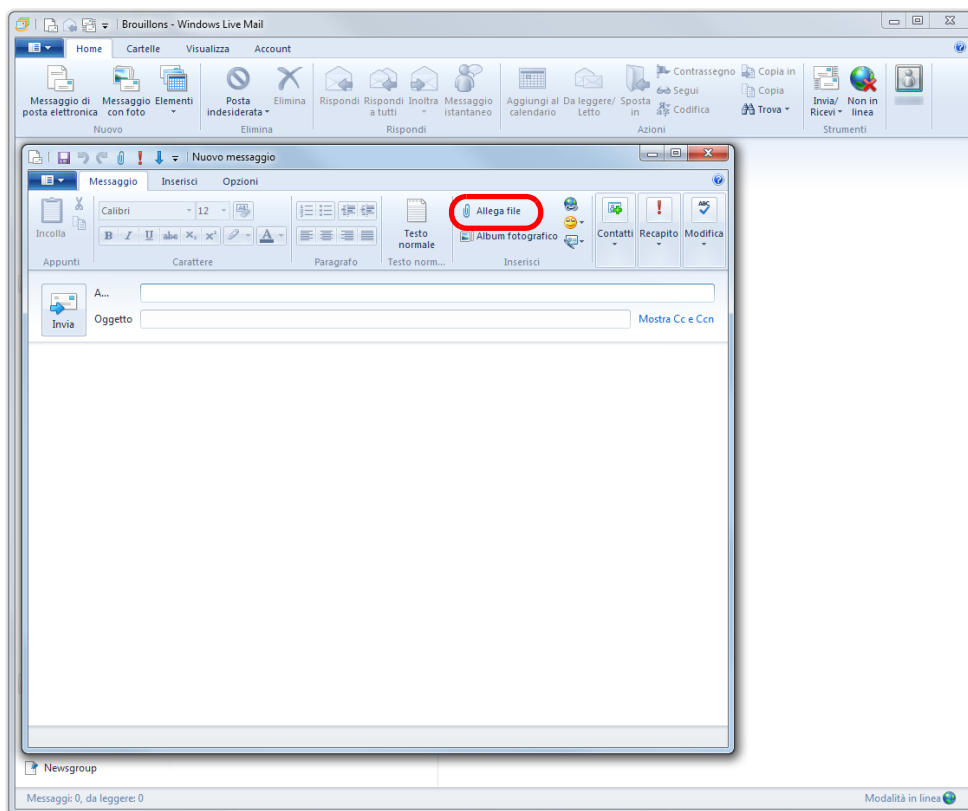 Brouillons - Windows Live Mail
Home Cartelle Visualizza Account
Messaggio di posta elettronica
Messaggio con foto
Elementi
Nuovo
Posta indesiderata
Elimina
Elimina
Rispondi
Rispondi a tutti
Inoltra
Messaggio istantaneo
Rispondi
Aggiungi al calendario
Da leggere/ Letto
Sposta in
Contrassegno
Segui
Codifica
Copia in
Copia
Trova
Azioni
Invia/ Ricevi
Non in linea
Strumenti
Nuovo messaggio
Messaggio Inserisci Opzioni
Incolla
Appunti
Calibri 12
B I U abc X₂ X² A
Carattere
Paragrafo
Testo normale
Testo norm...
Allega file
Album fotografico
Inserisci
Contatti
Recapito
ABC
Modifica
Invia
A...
Oggetto
Mostra Cc e Ccn
Newsgroup
Messaggi: 0, da leggere: 0
Modalità in linea